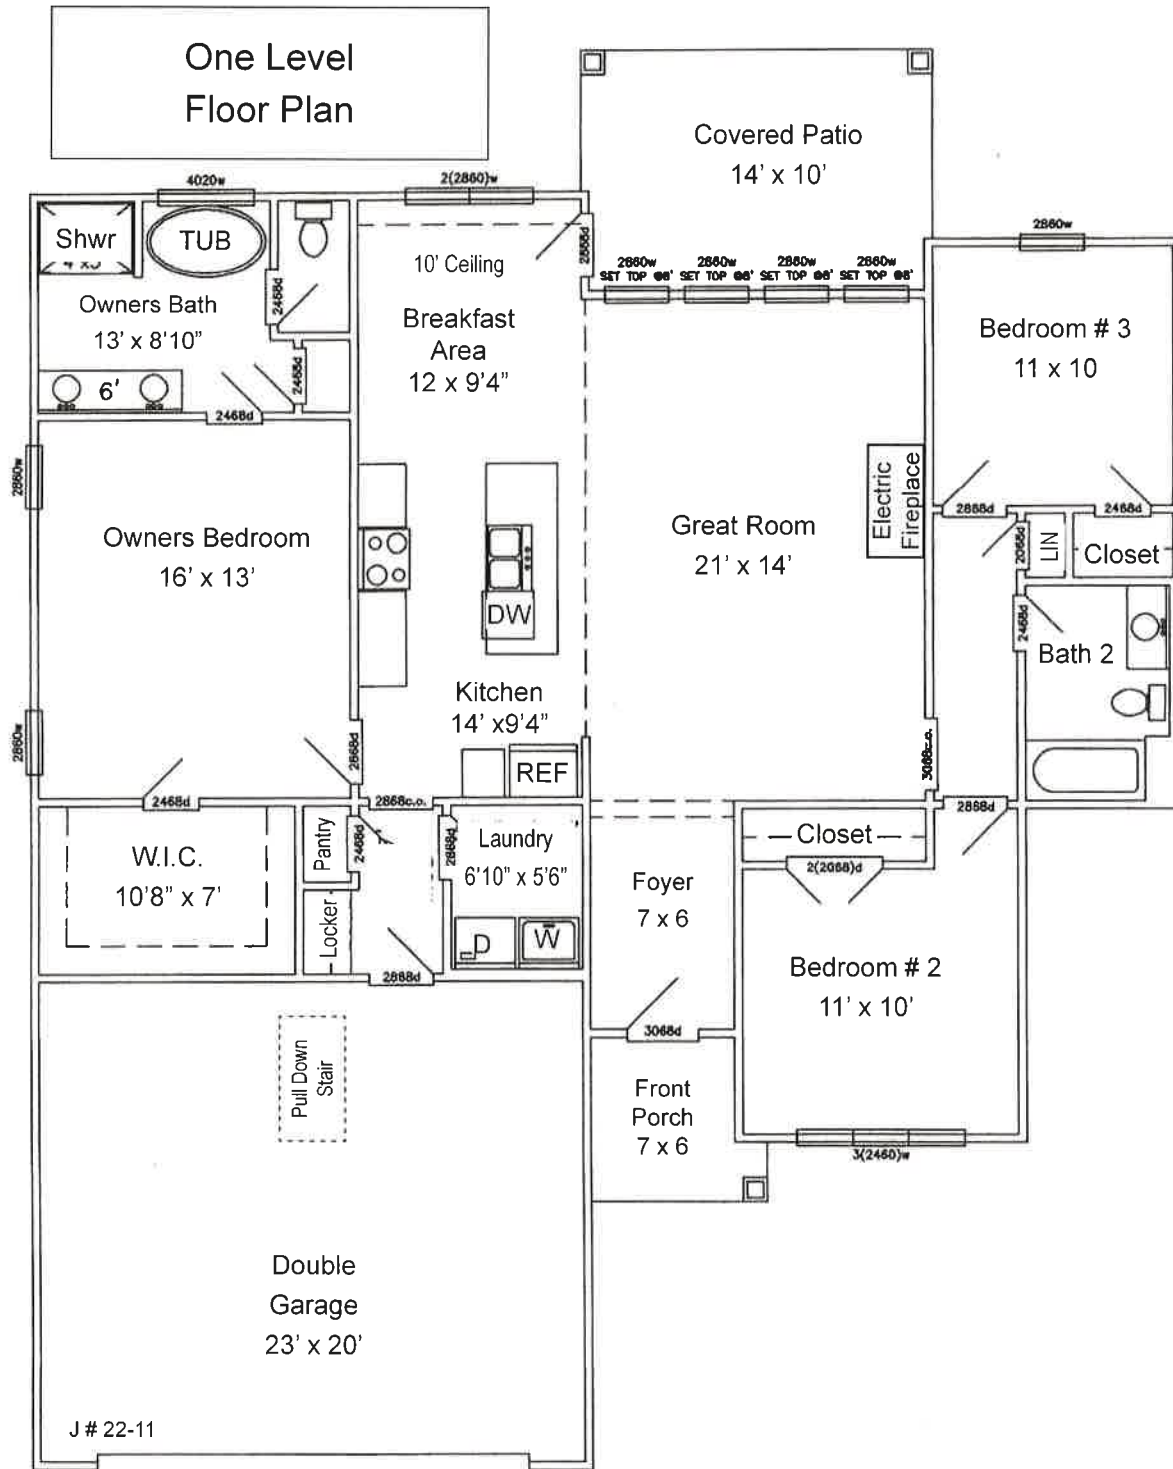 One Level
Floor Plan
Covered Patio
14' x 10'
4020w
2(2860)w
2868d
2860w
SET TOP @8'
2860w
SET TOP @8'
2860w
SET TOP @8'
2860w
SET TOP @8'
2860w
Shwr
TUB
Owners Bath
13' x 8'10"
6'
2468d
2468d
2468d
10' Ceiling
Breakfast
Area
12 x 9'4"
Bedroom # 3
11 x 10
2868d
2468d
2860w
Owners Bedroom
16' x 13'
2860w
DW
Kitchen
14' x9'4"
REF
Great Room
21' x 14'
Electric
Fireplace
2068d
LIN
Closet
2468d
Bath 2
3068c.o.
2868d
2868d
2468d
2868c.o.
W.I.C.
10'8" x 7'
Pantry
2468d
2868d
Laundry
6'10" x 5'6"
Locker
D
W
2868d
Foyer
7 x 6
Closet
2(2068)d
Bedroom # 2
11' x 10'
3068d
Pull Down
Stair
Front
Porch
7 x 6
3(2460)w
Double
Garage
23' x 20'
J # 22-11